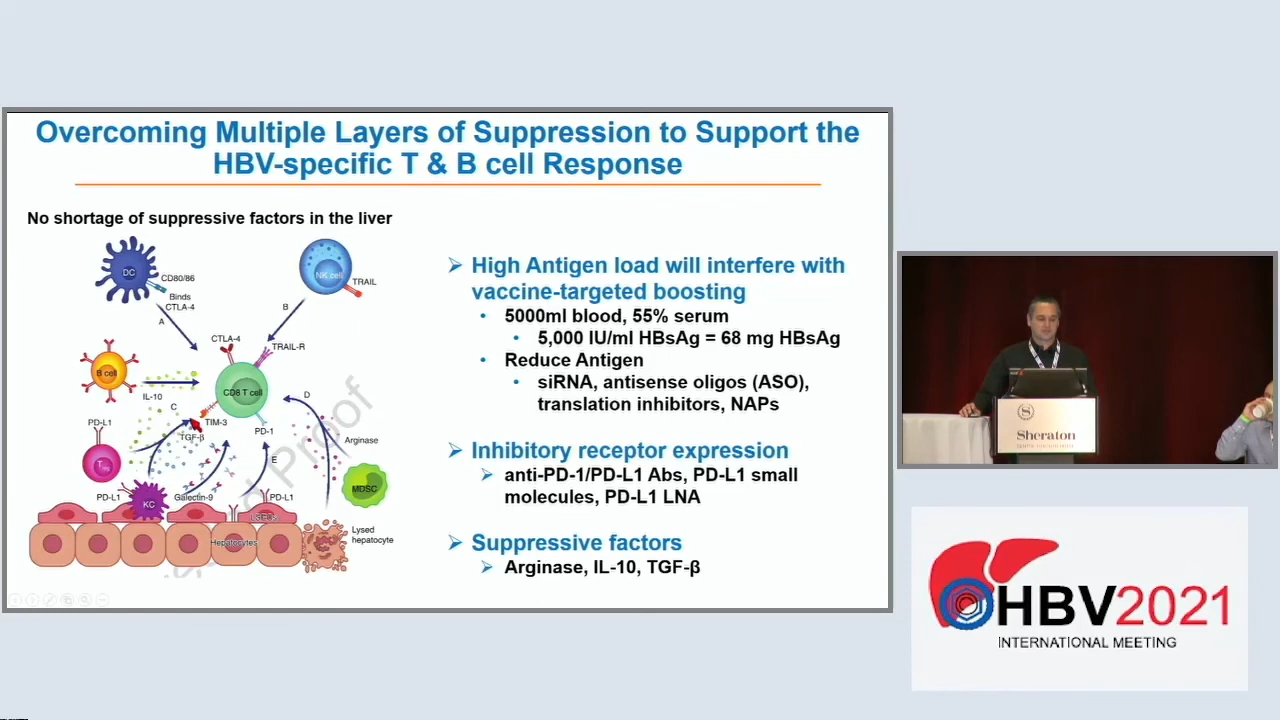 Overcoming Multiple Layers of Suppression to Support the
HBV-specific T & B cell Response
No shortage of suppressive factors in the liver
DC
CD80/86
Binds
CTLA-4
A
NK cell
TRAIL
B
CTLA-4
TRAIL-R
B cell
IL-10
C
CD8 T cell
D
TIM-3
TGF-β
PD-1
PD-L1
Arginase
E
PD-L1
KC
Galectin-9
PD-L1
MDSC
LSECs
Hepatocytes
Lysed
hepatocyte
Proof
➢ High Antigen load will interfere with
vaccine-targeted boosting
• 5000ml blood, 55% serum
• 5,000 IU/ml HBsAg = 68 mg HBsAg
• Reduce Antigen
• siRNA, antisense oligos (ASO),
translation inhibitors, NAPs
➢ Inhibitory receptor expression
➢ anti-PD-1/PD-L1 Abs, PD-L1 small
molecules, PD-L1 LNA
➢ Suppressive factors
➢ Arginase, IL-10, TGF-β
Sheraton
HBV2021
INTERNATIONAL MEETING